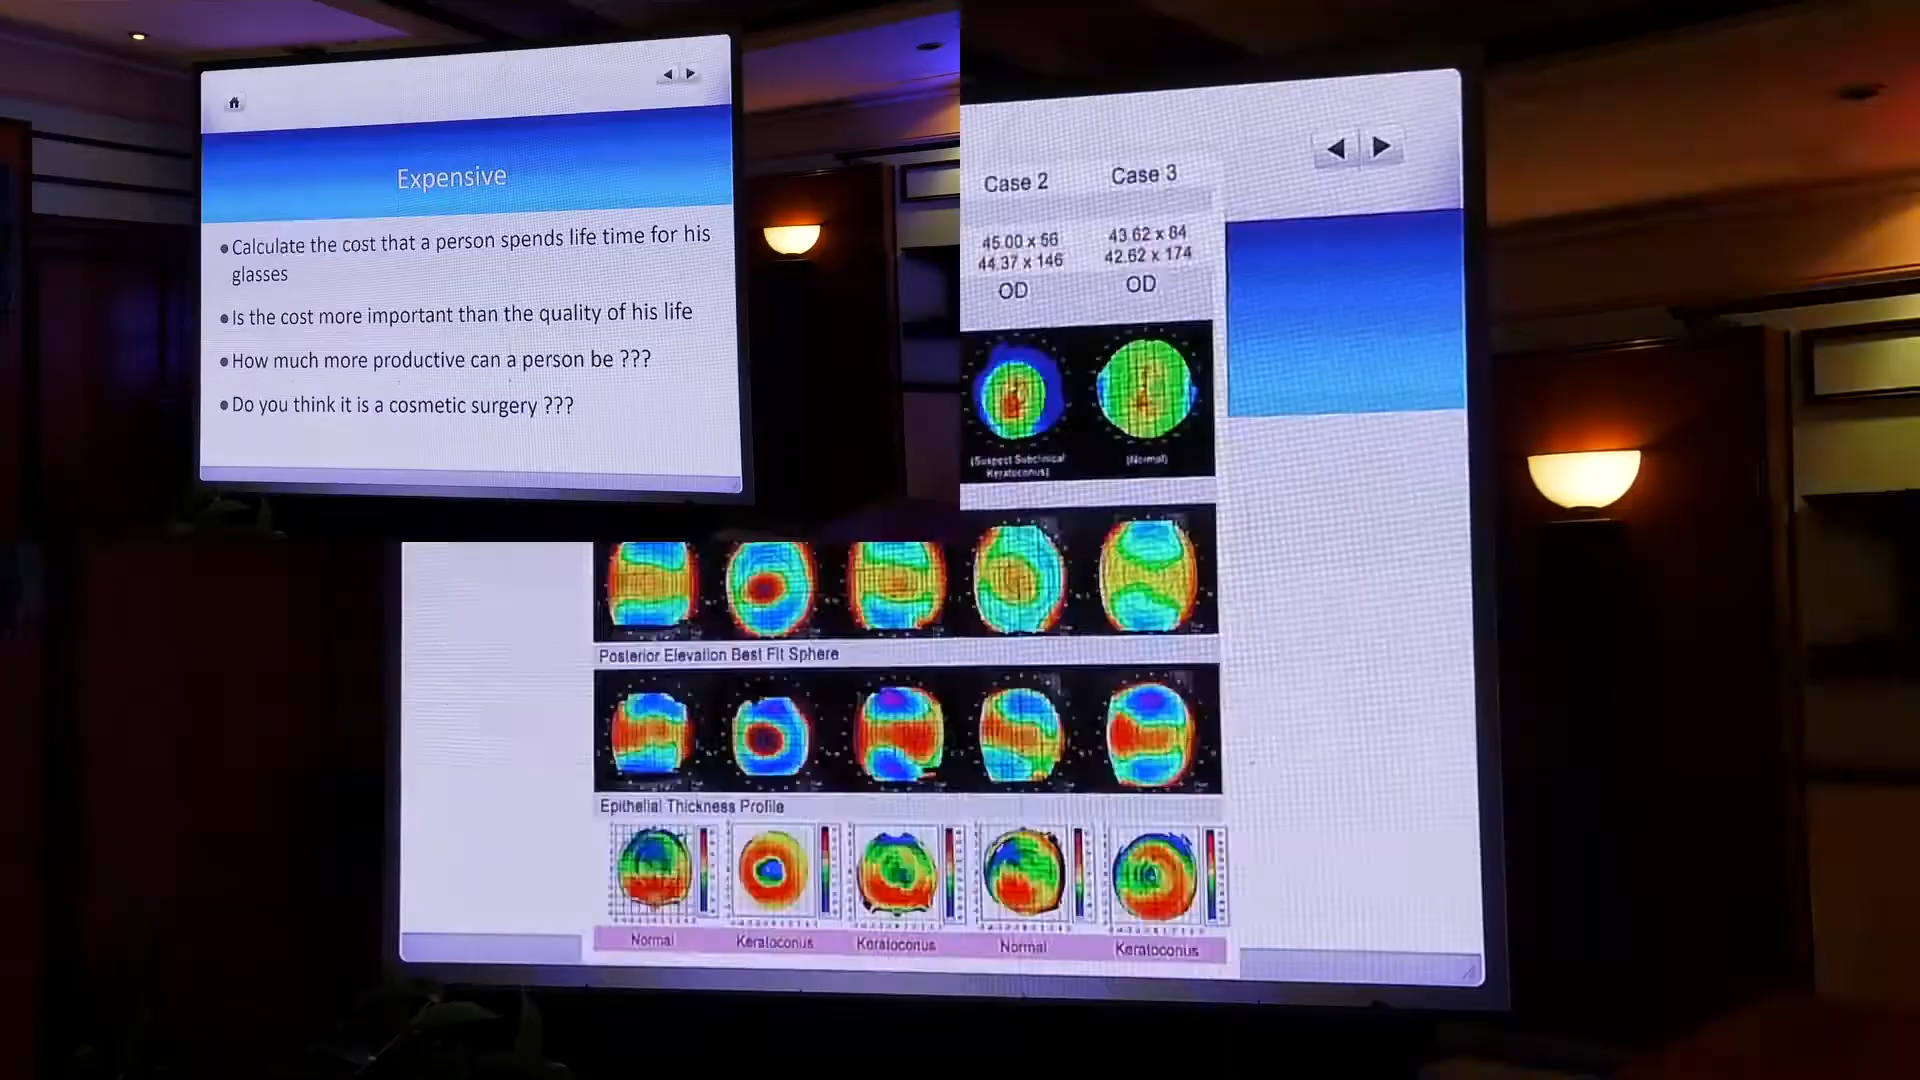 Expensive
•Calculate the cost that a person spends life time for his
glasses
•Is the cost more important than the quality of his life
•How much more productive can a person be ???
•Do you think it is a cosmetic surgery ???
Case 2 Case 3
45.00 x 56 43.62 x 84
44.37 x 146 42.62 x 174
OD OD
(Suspect Subclinical (Normal)
Keratoconus)
Posterior Elevation Best Fit Sphere
Epithelial Thickness Profile
Normal Keratoconus Keratoconus Normal Keratoconus